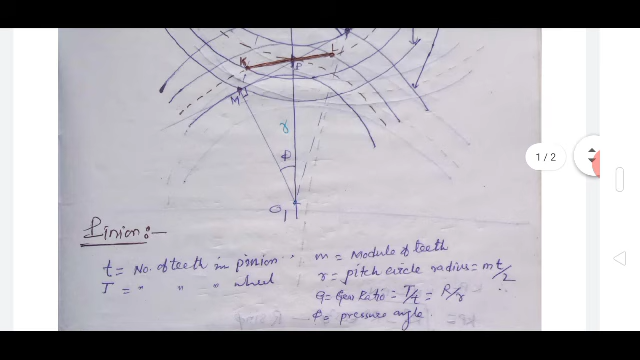 K
L
P
M
r
Φ
O1
1/2
Pinion:-
t = No. of teeth in pinion
T = " " " wheel
m = Module of teeth
r = pitch circle radius = mt/2
G = Gear Ratio = T/t = R/r
Φ = pressure angle.